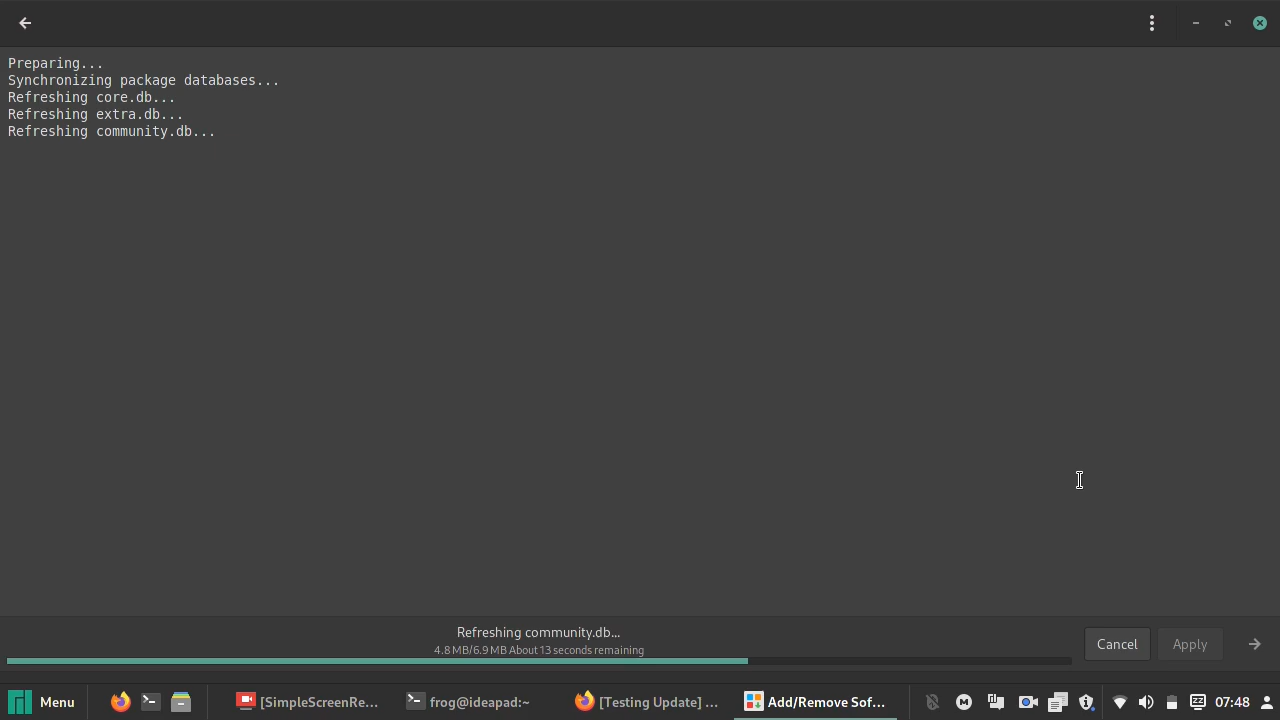 Preparing...
Synchronizing package databases...
Refreshing core.db...
Refreshing extra.db...
Refreshing community.db...
Refreshing community.db...
4.8 MB/6.9 MB About 13 seconds remaining
Cancel
Apply
Menu
[SimpleScreenRe...
frog@ideapad:~
[Testing Update] ...
Add/Remove Sof...
07:48